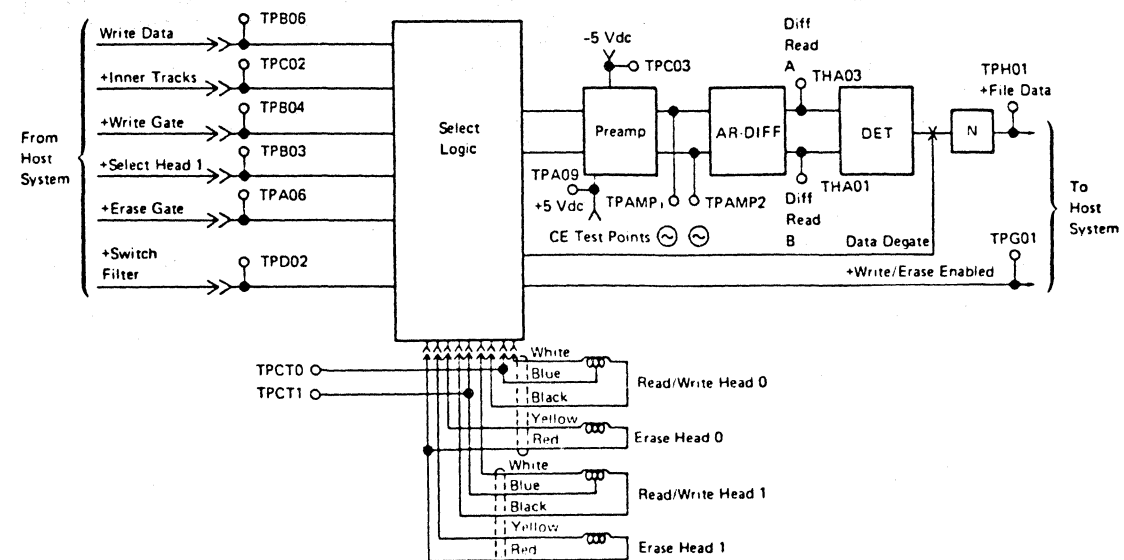 From
Host
System
Write Data
TPB06
+Inner Tracks
TPC02
+Write Gate
TPB04
+Select Head 1
TPB03
+Erase Gate
TPA06
+Switch
Filter
TPD02
Select
Logic
-5 Vdc
TPC03
Preamp
TPA09
+5 Vdc
TPAMP1
TPAMP2
CE Test Points
AR-DIFF
Diff
Read
A
THA03
THA01
Diff
Read
B
DET
N
TPH01
+File Data
Data Degate
TPG01
+Write/Erase Enabled
To
Host
System
TPCT0
TPCT1
White
Blue
Black
Read/Write Head 0
Yellow
Red
Erase Head 0
White
Blue
Black
Read/Write Head 1
Yellow
Red
Erase Head 1